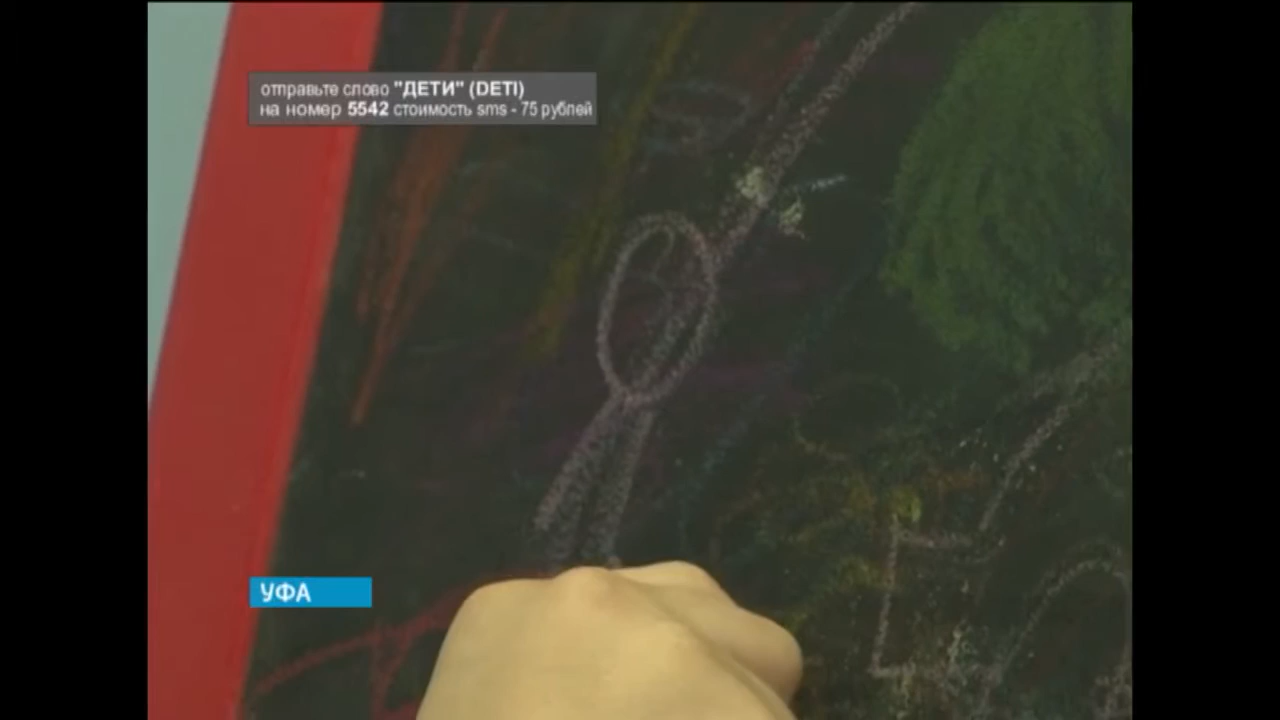 отправьте слово "ДЕТИ" (DETI)
на номер 5542 стоимость sms - 75 рублей
УФА